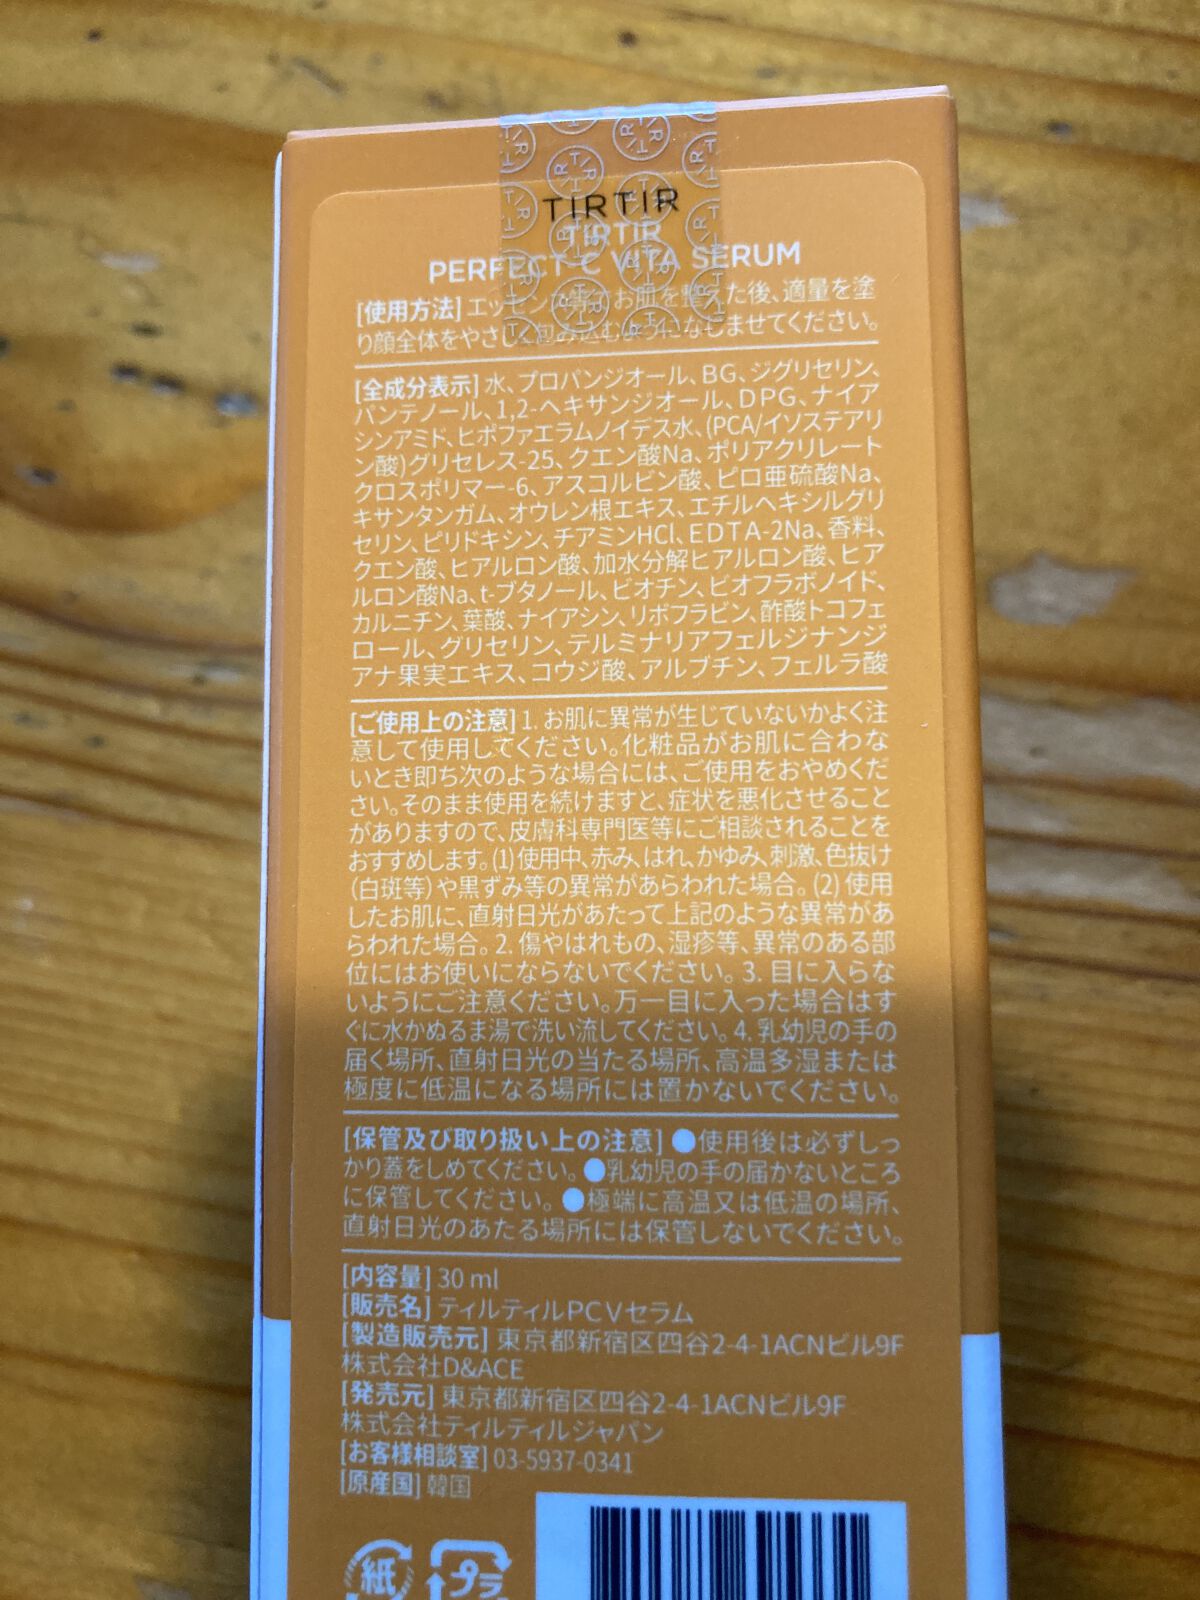 TIRTIR
TIRTIR
PERFECT C VITA SERUM
[使用方法] エッセンス等でお肌を整えた後、適量を塗
り顔全体をやさしく包み込むようになじませてください。
[全成分表示] 水、プロパンジオール、BG、ジグリセリン、
パンテノール、1,2-ヘキサンジオール、DPG、ナイア
シンアミド、ヒポファエラムノイデス水、(PCA/イソステアリ
ン酸)グリセレス-25、クエン酸Na、ポリアクリレート
クロスポリマー-6、アスコルビン酸、ピロ亜硫酸Na、
キサンタンガム、オウレン根エキス、エチルヘキシルグリ
セリン、ピリドキシン、チアミンHCl、EDTA-2Na、香料、
クエン酸、ヒアルロン酸、加水分解ヒアルロン酸、ヒア
ルロン酸Na、t-ブタノール、ビオチン、ビオフラボノイド、
カルニチン、葉酸、ナイアシン、リボフラビン、酢酸トコフェ
ロール、グリセリン、テルミナリアフェルジナンジ
アナ果実エキス、コウジ酸、アルブチン、フェルラ酸
[ご使用上の注意] 1. お肌に異常が生じていないかよく注
意して使用してください。化粧品がお肌に合わな
いとき即ち次のような場合には、ご使用をおやめくだ
さい。そのまま使用を続けますと、症状を悪化させること
がありますので、皮膚科専門医等にご相談されることを
おすすめします。(1) 使用中、赤み、はれ、かゆみ、刺激、色抜け
（白斑等）や黒ずみ等の異常があらわれた場合。(2) 使用
したお肌に、直射日光があたって上記のような異常があ
らわれた場合。2. 傷やはれもの、湿疹等、異常のある部
位にはお使いにならないでください。3. 目に入らな
いようにご注意ください。万一目に入った場合はす
ぐに水かぬるま湯で洗い流してください。4. 乳幼児の手の
届く場所、直射日光の当たる場所、高温多湿または
極度に低温になる場所には置かないでください。
[保管及び取り扱い上の注意] ●使用後は必ずしっ
かり蓋をしめてください。●乳幼児の手の届かないところ
に保管してください。●極端に高温又は低温の場所、
直射日光のあたる場所には保管しないでください。
[内容量] 30 ml
[販売名] ティルティルPCVセラム
[製造販売元] 東京都新宿区四谷2-4-1ACNビル9F
株式会社D&ACE
[発売元] 東京都新宿区四谷2-4-1ACNビル9F
株式会社ティルティルジャパン
[お客様相談室] 03-5937-0341
[原産国] 韓国
紙 プラ